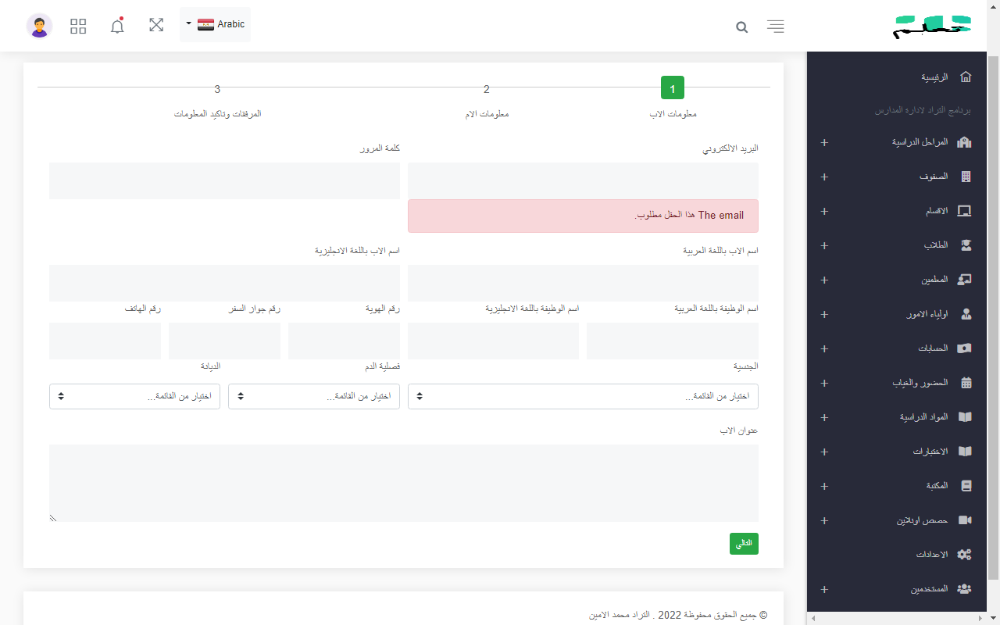 Arabic
معلم
الرئيسية
برنامج التراد لادارة المدارس
المراحل الدراسية
الصفوف
الاقسام
الطلاب
المعلمين
اولياء الامور
الحسابات
الحضور والغياب
المواد الدراسية
الاختبارات
المكتبة
حصص اونلاين
الاعدادات
المستخدمين
1
معلومات الاب
2
معلومات الام
3
المرفقات وتاكيد المعلومات
البريد الالكتروني
كلمة المرور
The email هذا الحقل مطلوب.
اسم الاب باللغة العربية
اسم الاب باللغة الانجليزية
اسم الوظيفة باللغة العربية
اسم الوظيفة باللغة الانجليزية
رقم الهوية
رقم جواز السفر
رقم الهاتف
الجنسية
فصلية الدم
الديانة
اختيار من القائمة...
اختيار من القائمة...
اختيار من القائمة...
عنوان الاب
التالي
© جميع الحقوق محفوظة 2022 . التراد محمد الامين